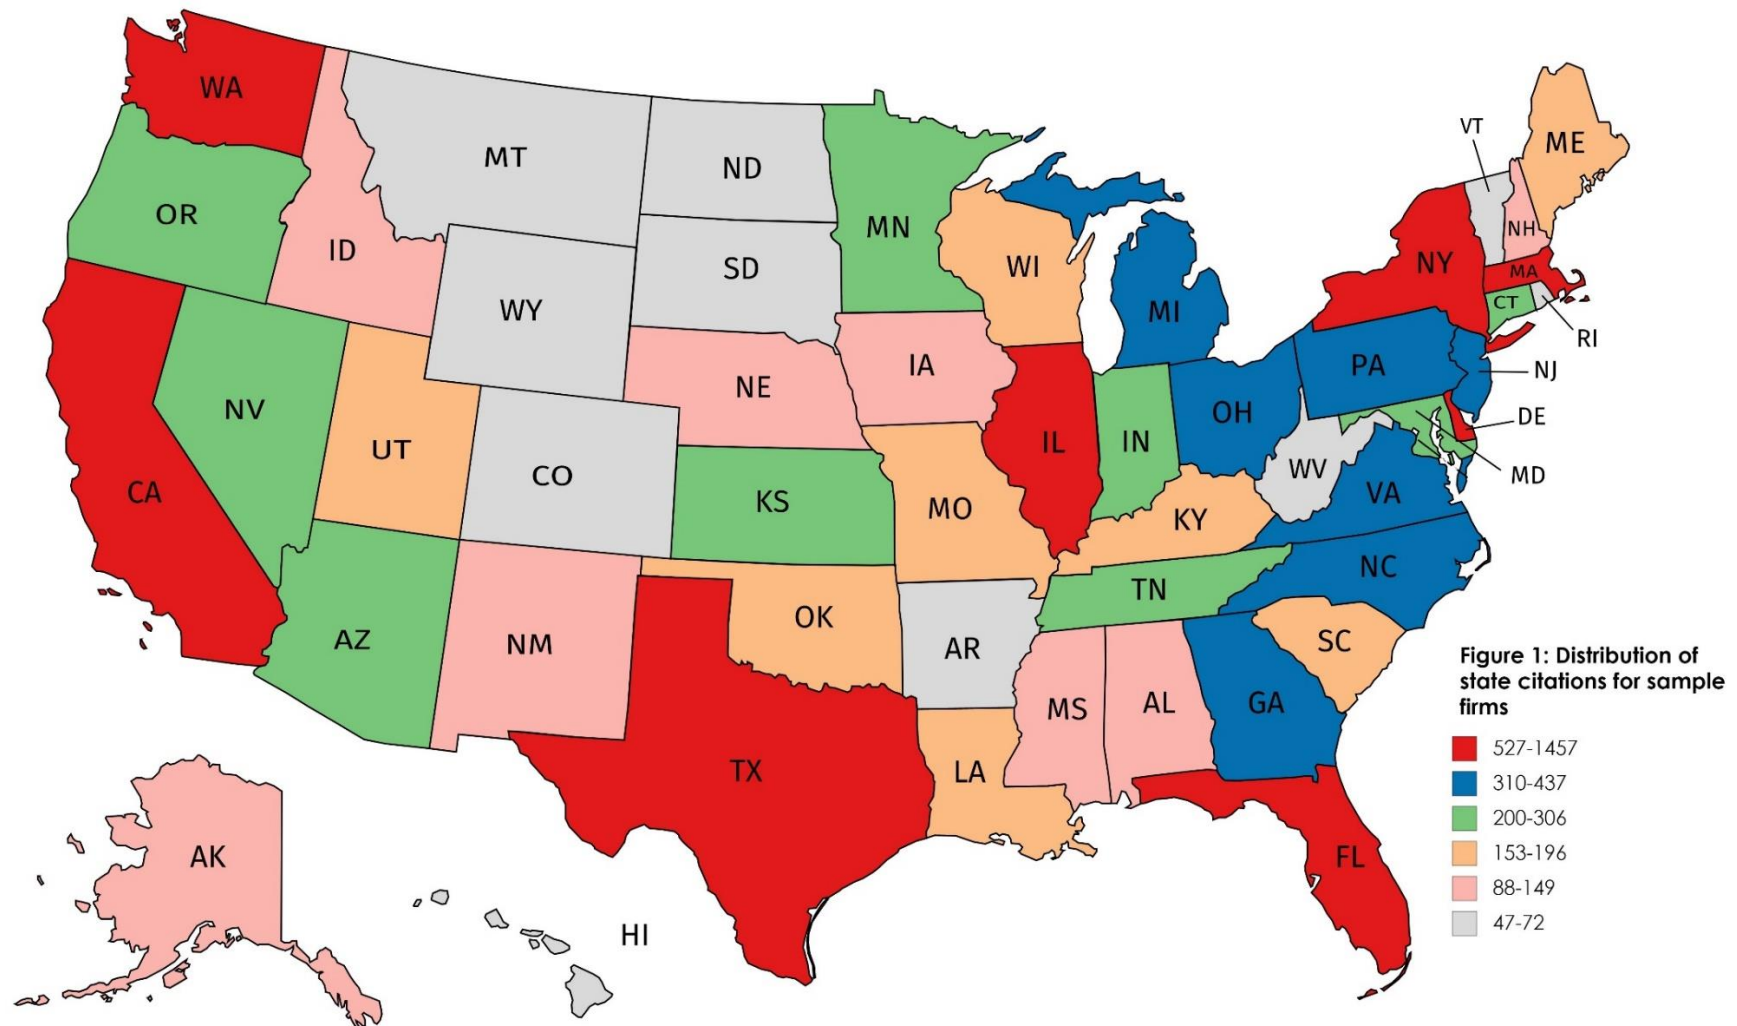 WA
MT
ND
MN
VT
ME
OR
ID
SD
WI
NY
NH
MA
CT
RI
WY
MI
IA
NE
PA
NJ
NV
UT
CO
IL
IN
OH
DE
CA
KS
MO
KY
WV
VA
MD
NC
TN
AZ
NM
OK
AR
SC
MS
AL
GA
TX
LA
FL
AK
HI
Figure 1: Distribution of
state citations for sample
firms
527-1457
310-437
200-306
153-196
88-149
47-72